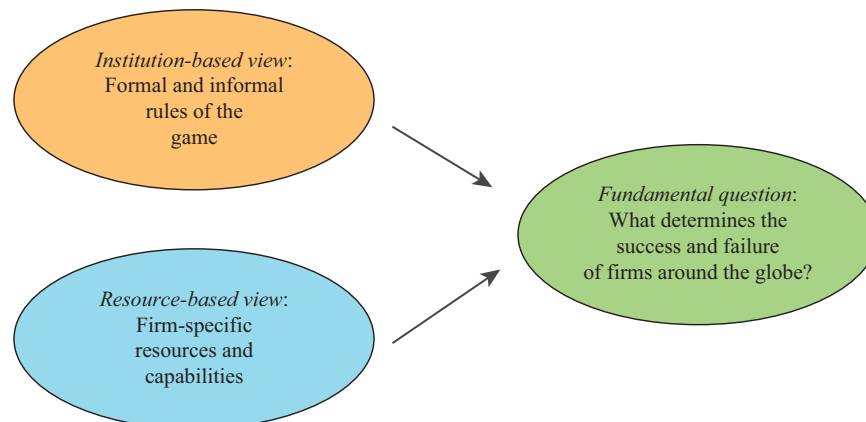 Institution-based view:
Formal and informal
rules of the
game
Fundamental question:
What determines the
success and failure
of firms around the globe?
Resource-based view:
Firm-specific
resources and
capabilities